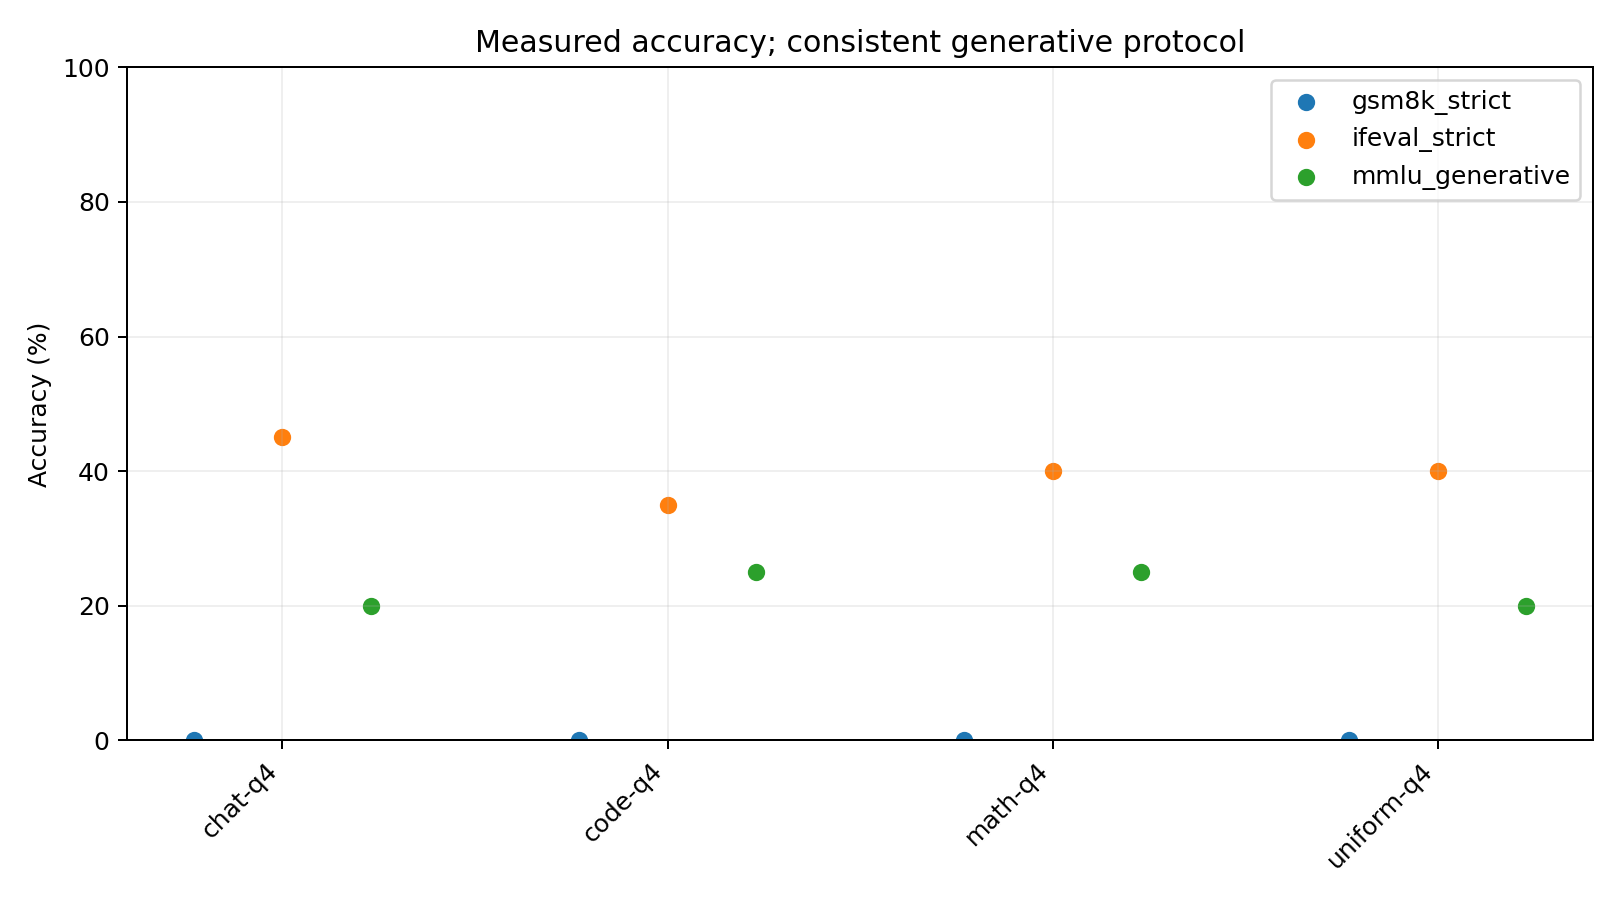 Measured accuracy; consistent generative protocol
100
80
60
40
20
0
Accuracy (%)
gsm8k_strict
ifeval_strict
mmlu_generative
chat-q4
code-q4
math-q4
uniform-q4